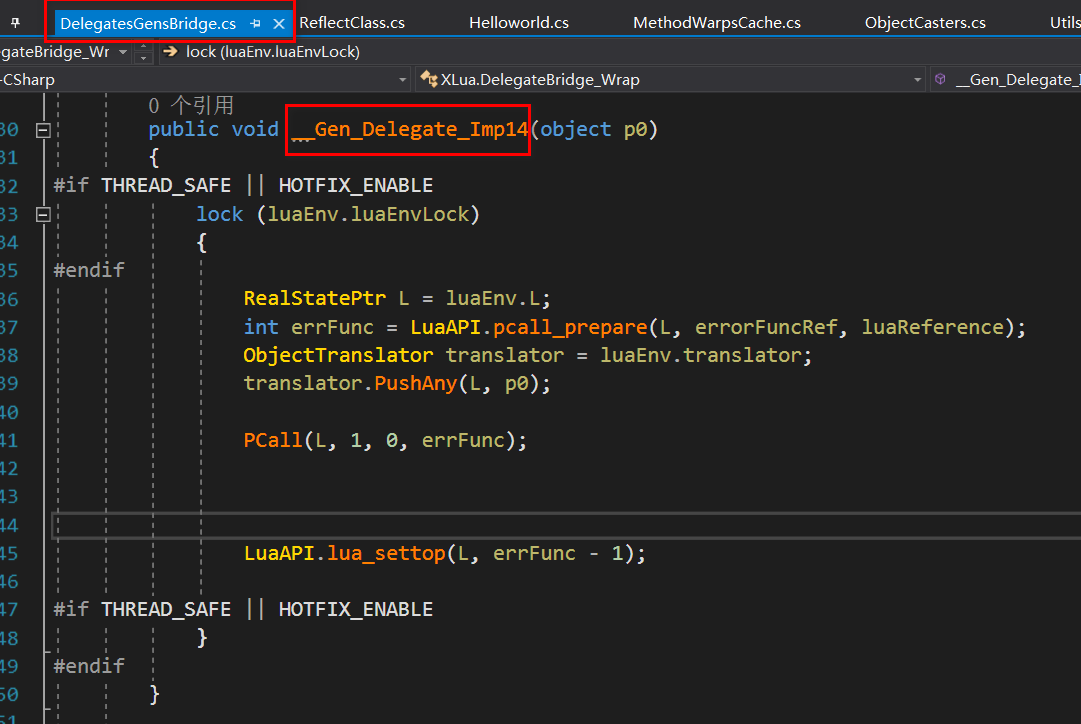 DelegatesGensBridge.cs ReflectClass.cs Helloworld.cs MethodWarpsCache.cs ObjectCasters.cs Utils
egateBridge_Wr lock (luaEnv.luaEnvLock)
-CSharp XLua.DelegateBridge_Wrap __Gen_Delegate_I
0 个引用
30 public void __Gen_Delegate_Imp14(object p0)
31 {
32 #if THREAD_SAFE || HOTFIX_ENABLE
33 lock (luaEnv.luaEnvLock)
34 {
35 #endif
36 RealStatePtr L = luaEnv.L;
37 int errFunc = LuaAPI.pcall_prepare(L, errorFuncRef, luaReference);
38 ObjectTranslator translator = luaEnv.translator;
39 translator.PushAny(L, p0);
40
41 PCall(L, 1, 0, errFunc);
42
43
44
45 LuaAPI.lua_settop(L, errFunc - 1);
46
47 #if THREAD_SAFE || HOTFIX_ENABLE
48 }
49 #endif
50 }